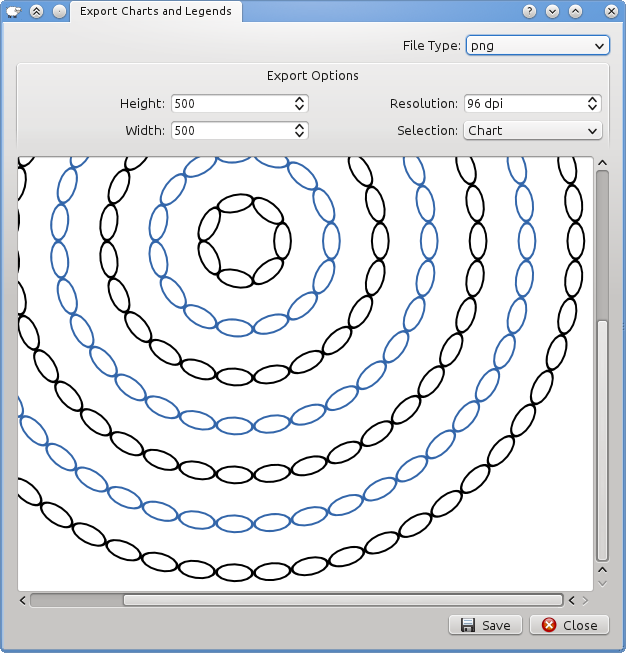 Export Charts and Legends
File Type: png
Export Options
Height: 500 Resolution: 96 dpi
Width: 500 Selection: Chart
Save Close